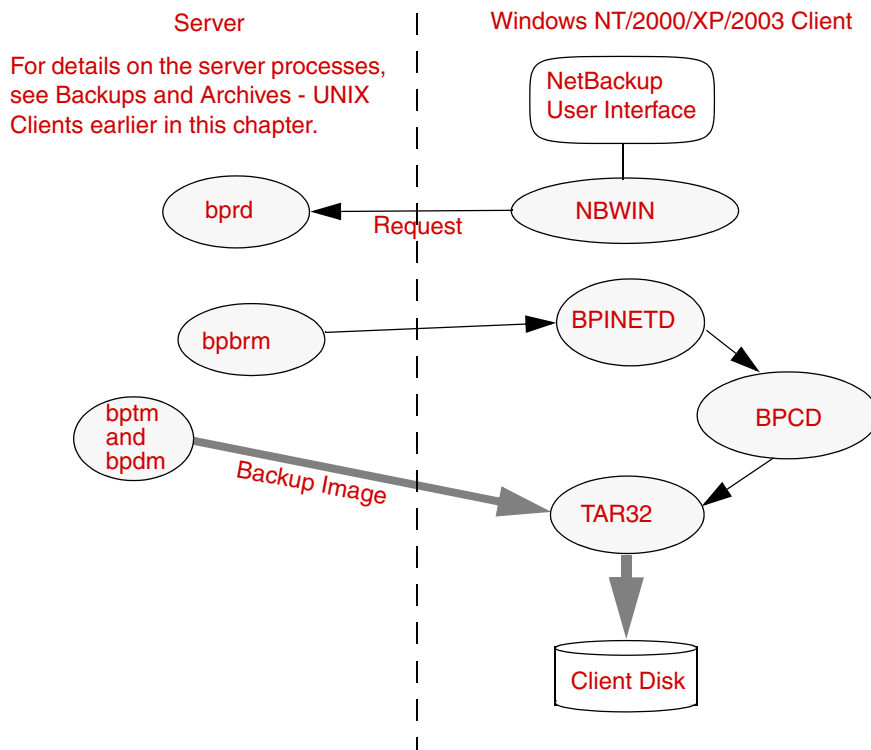 Server
Windows NT/2000/XP/2003 Client
For details on the server processes,
see Backups and Archives - UNIX
Clients earlier in this chapter.
NetBackup
User Interface
bprd
Request
NBWIN
bpbrm
BPINETD
BPCD
bptm
and
bpdm
Backup Image
TAR32
Client Disk